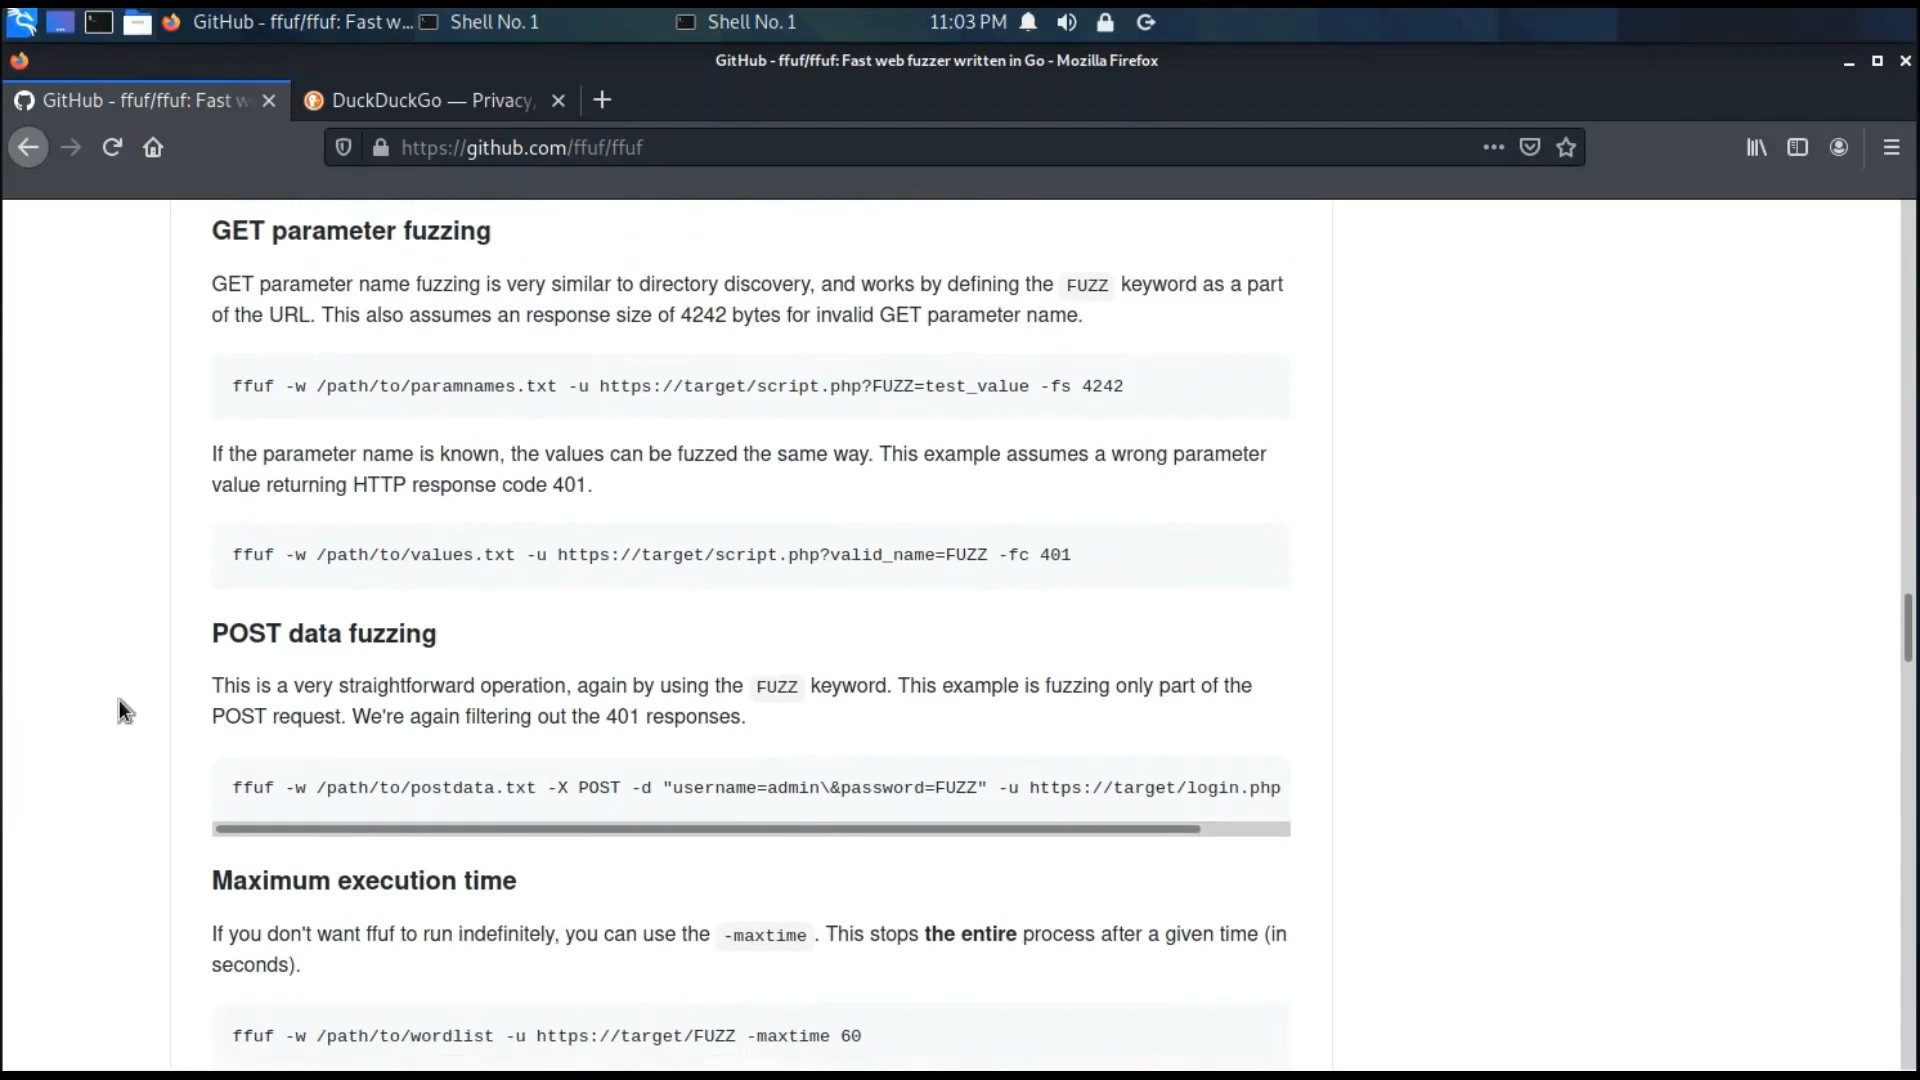 GitHub - ffuf/ffuf: Fast w... Shell No. 1 Shell No. 1 11:03 PM
GitHub - ffuf/ffuf: Fast web fuzzer written in Go - Mozilla Firefox
GitHub - ffuf/ffuf: Fast w DuckDuckGo — Privacy,
https://github.com/ffuf/ffuf
GET parameter fuzzing
GET parameter name fuzzing is very similar to directory discovery, and works by defining the FUZZ keyword as a part
of the URL. This also assumes an response size of 4242 bytes for invalid GET parameter name.
ffuf -w /path/to/paramnames.txt -u https://target/script.php?FUZZ=test_value -fs 4242
If the parameter name is known, the values can be fuzzed the same way. This example assumes a wrong parameter
value returning HTTP response code 401.
ffuf -w /path/to/values.txt -u https://target/script.php?valid_name=FUZZ -fc 401
POST data fuzzing
This is a very straightforward operation, again by using the FUZZ keyword. This example is fuzzing only part of the
POST request. We're again filtering out the 401 responses.
ffuf -w /path/to/postdata.txt -X POST -d "username=admin\&password=FUZZ" -u https://target/login.php
Maximum execution time
If you don't want ffuf to run indefinitely, you can use the -maxtime . This stops the entire process after a given time (in
seconds).
ffuf -w /path/to/wordlist -u https://target/FUZZ -maxtime 60